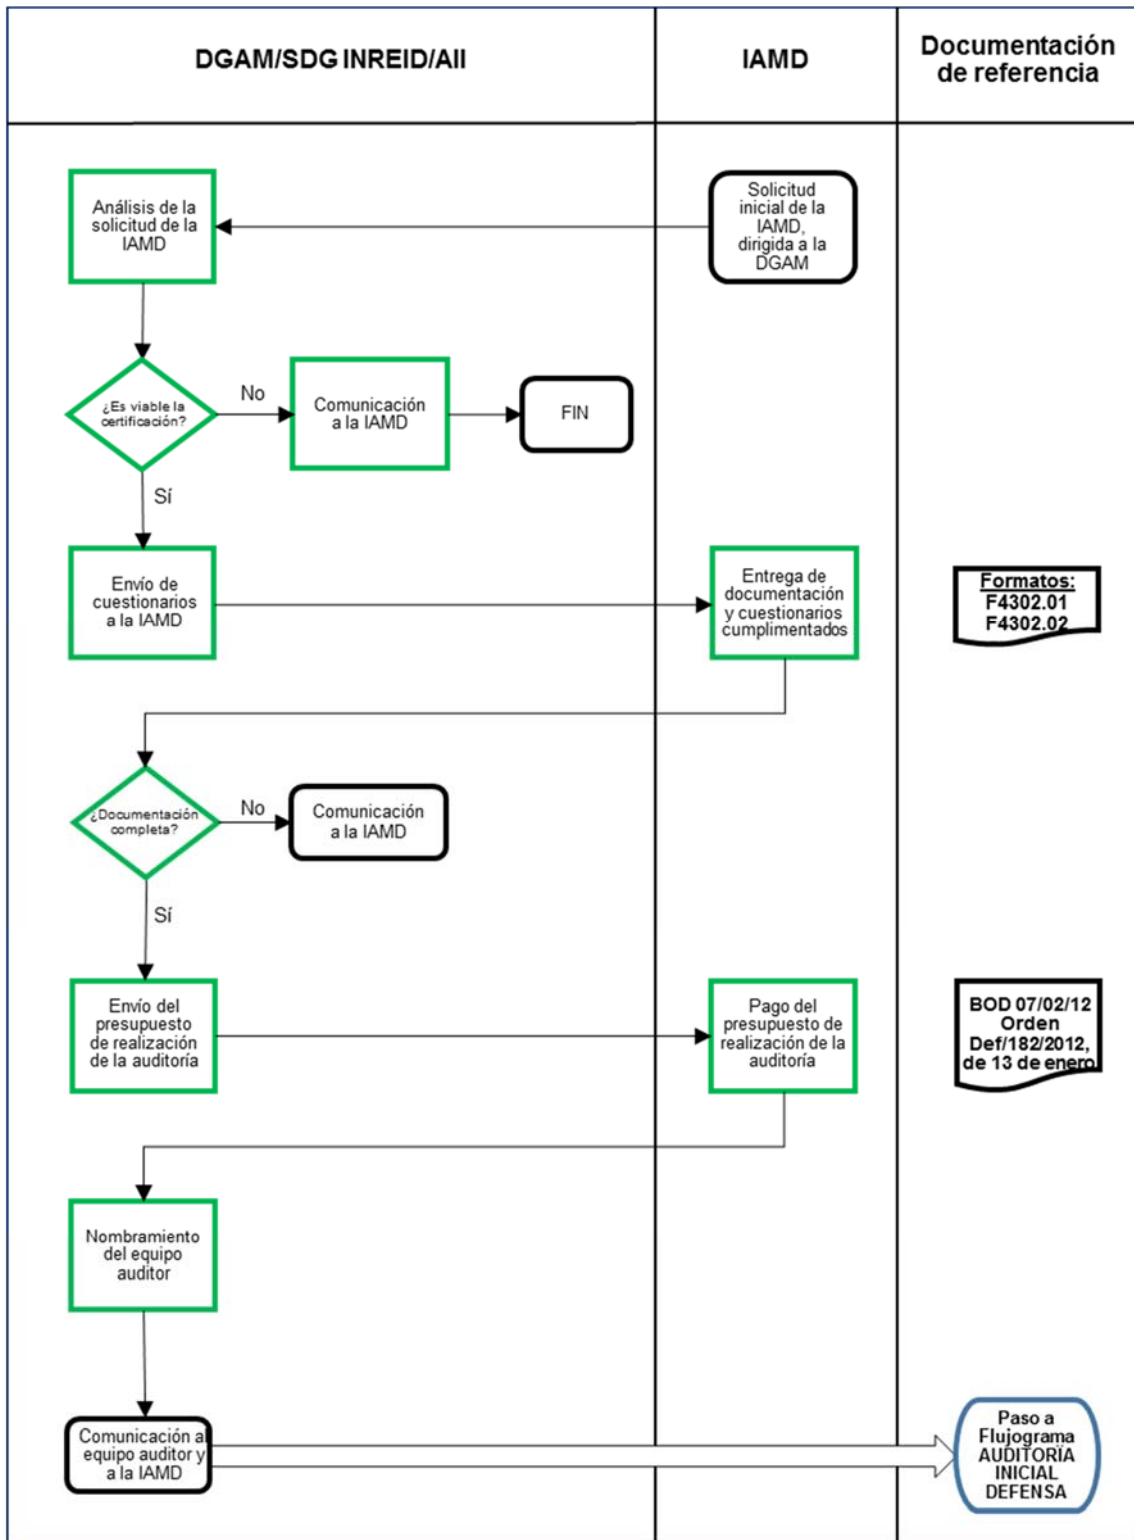 DGAM/SDG INREID/AII
IAMD
Documentación
de referencia
Análisis de la
solicitud de la
IAMD
Solicitud
inicial de la
IAMD,
dirigida a la
DGAM
¿Es viable la
certificación?
No
Comunicación
a la IAMD
FIN
Sí
Envío de
cuestionarios
a la IAMD
Entrega de
documentación
y cuestionarios
cumplimentados
Formatos:
F4302.01
F4302.02
¿Documentación
completa?
No
Comunicación
a la IAMD
Sí
Envío del
presupuesto
de realización
de la auditoría
Pago del
presupuesto de
realización de la
auditoría
BOD 07/02/12
Orden
Def/182/2012,
de 13 de enero
Nombramiento
del equipo
auditor
Comunicación al
equipo auditor y
a la IAMD
Paso a
Flujograma
AUDITORÏA
INICIAL
DEFENSA